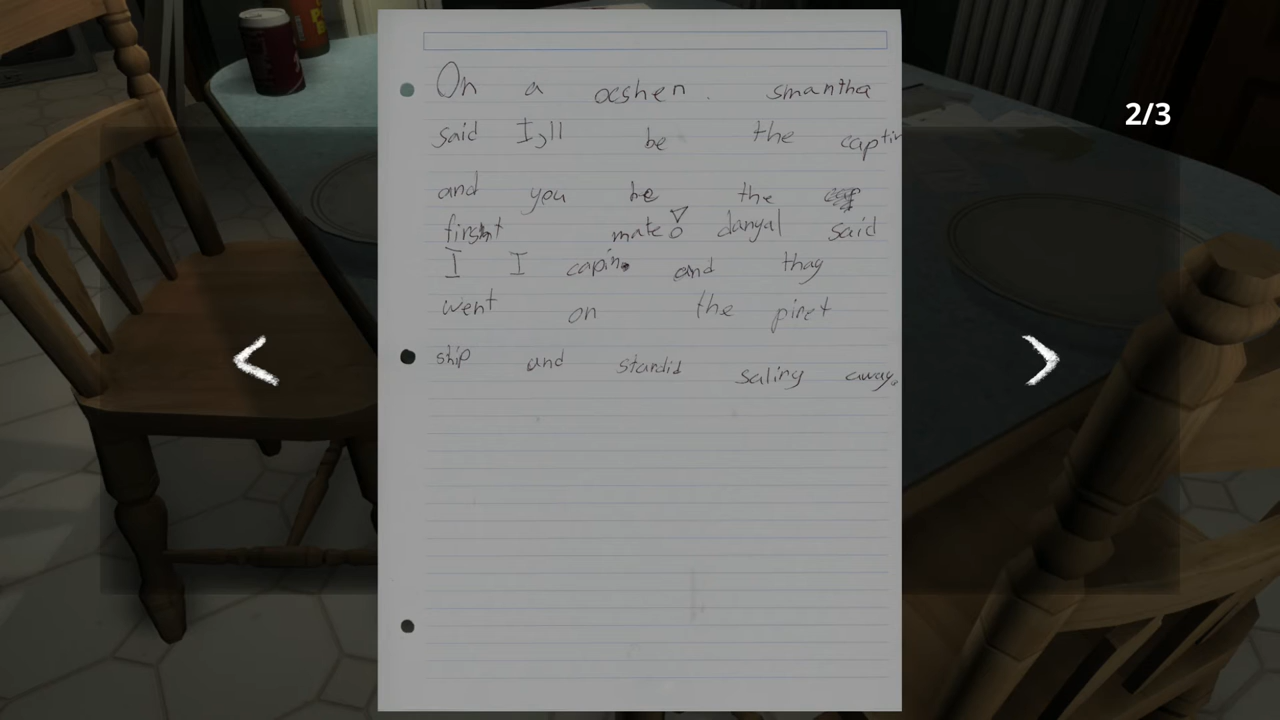 On a ocshen. smantha
2/3
said I,ll be the captin
and you be the
firsnt mate! danyal said
I I capin. and thay
went on the piret
ship and standid saling away.